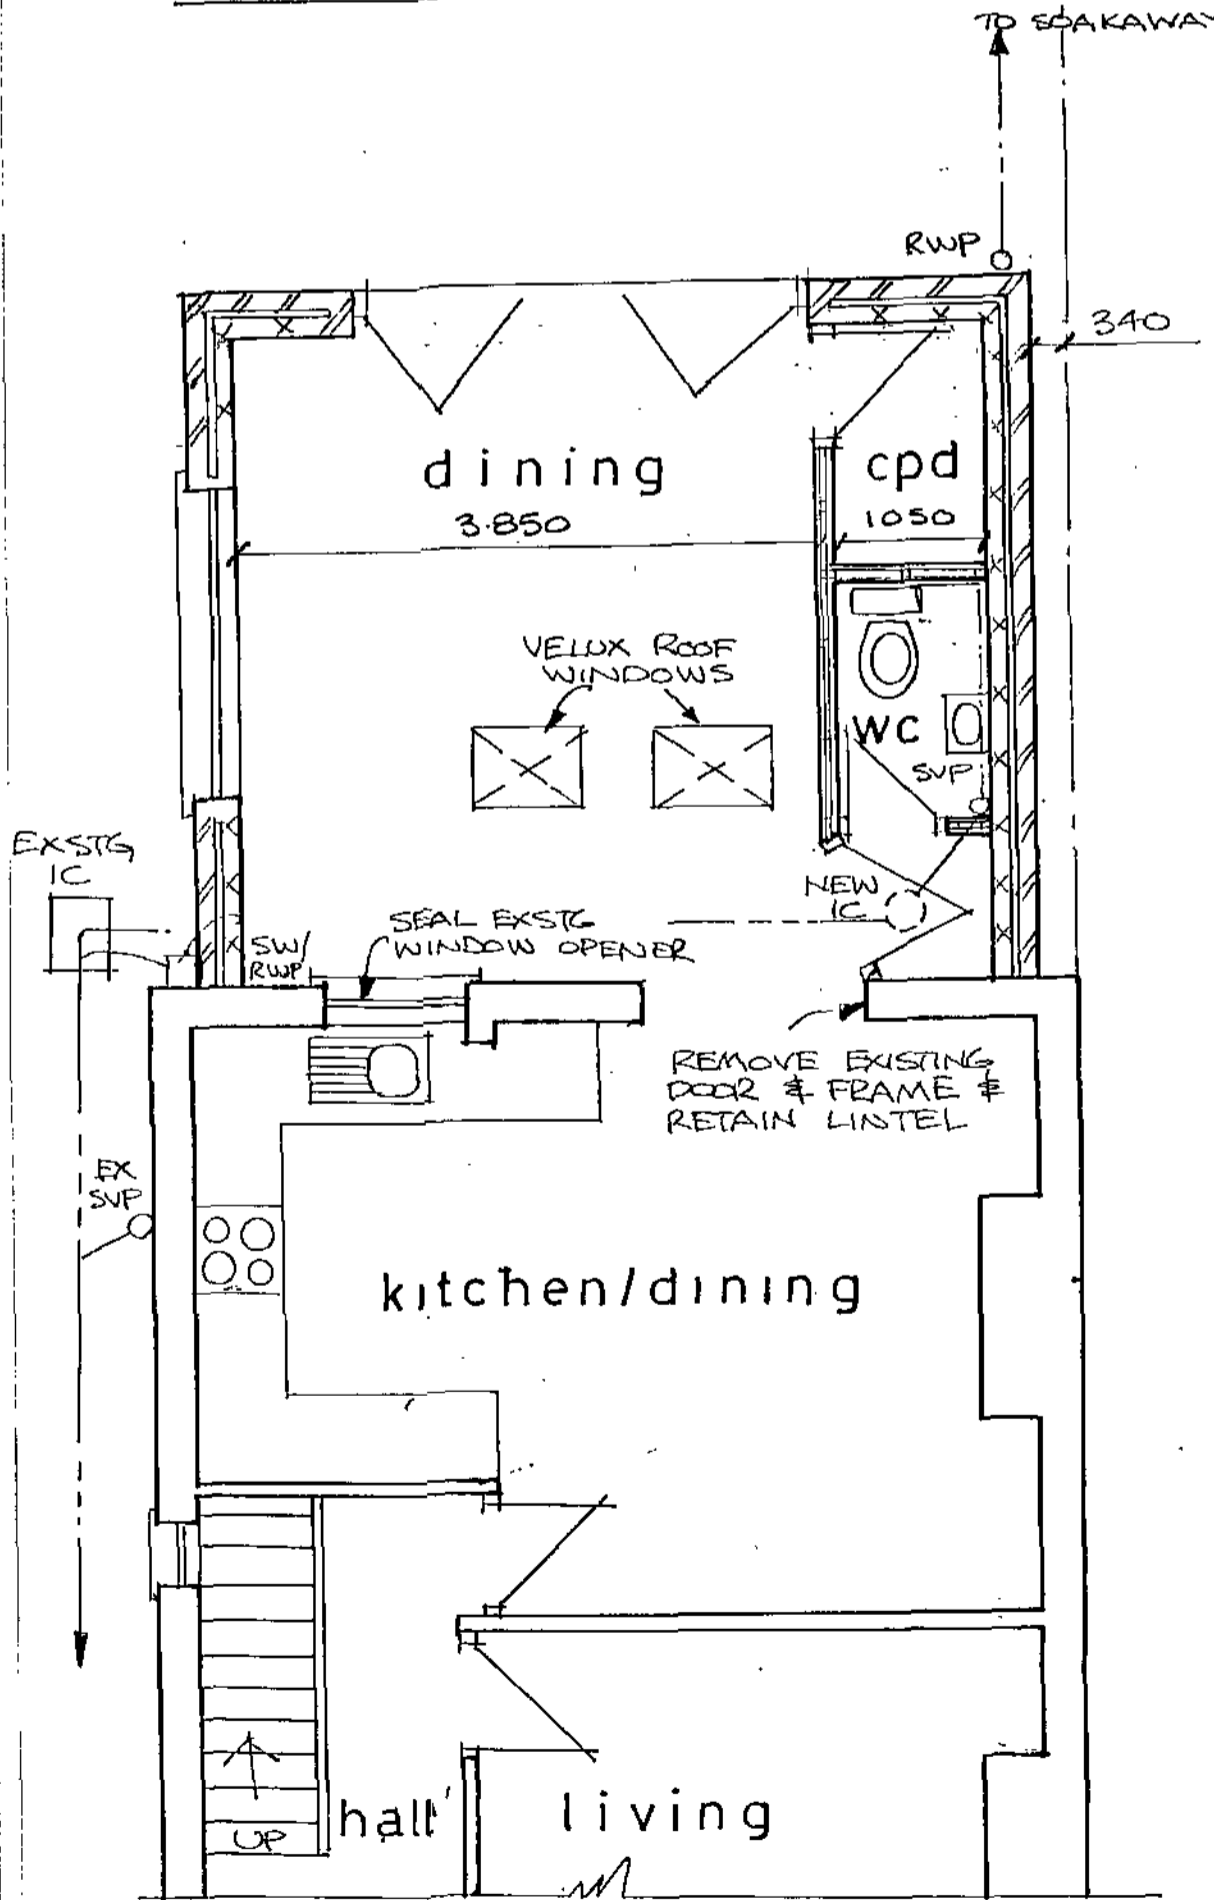 TO SOAKAWAY
RWP
340
dining
cpd
3.850
1050
VELUX ROOF
WINDOWS
WC
SVP
EXSTG
IC
NEW
IC
SEAL EXSTG
WINDOW OPENER
SW/
RWP
REMOVE EXISTING
DOOR & FRAME &
RETAIN LINTEL
EX
SVP
kitchen/dining
hall
living
UP